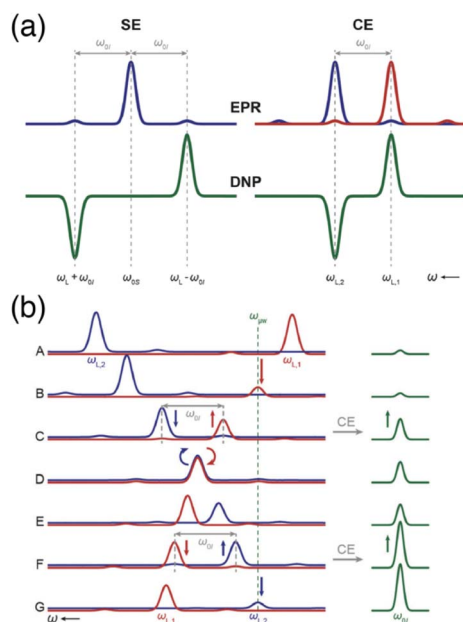 (a)
SE CE
ω0I ω0I ω0I
EPR
DNP
ωL + ω0I ω0S ωL - ω0I ωL,2 ωL,1 ω ←
(b)
ωμw
A
ωL,2 ωL,1
B
C ω0I CE
D
E
F ω0I CE
G
ω ← ωL,1 ωL,2 ω0I